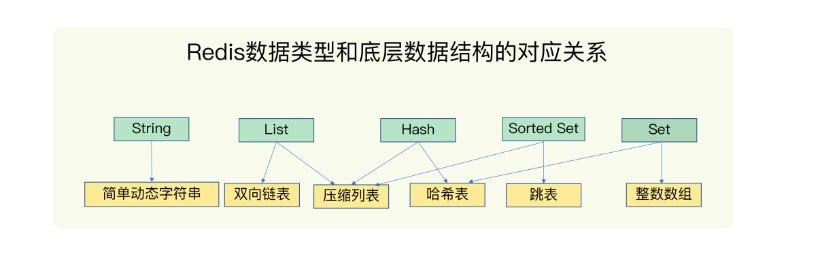 Redis数据类型和底层数据结构的对应关系
String
List
Hash
Sorted Set
Set
简单动态字符串
双向链表
压缩列表
哈希表
跳表
整数数组